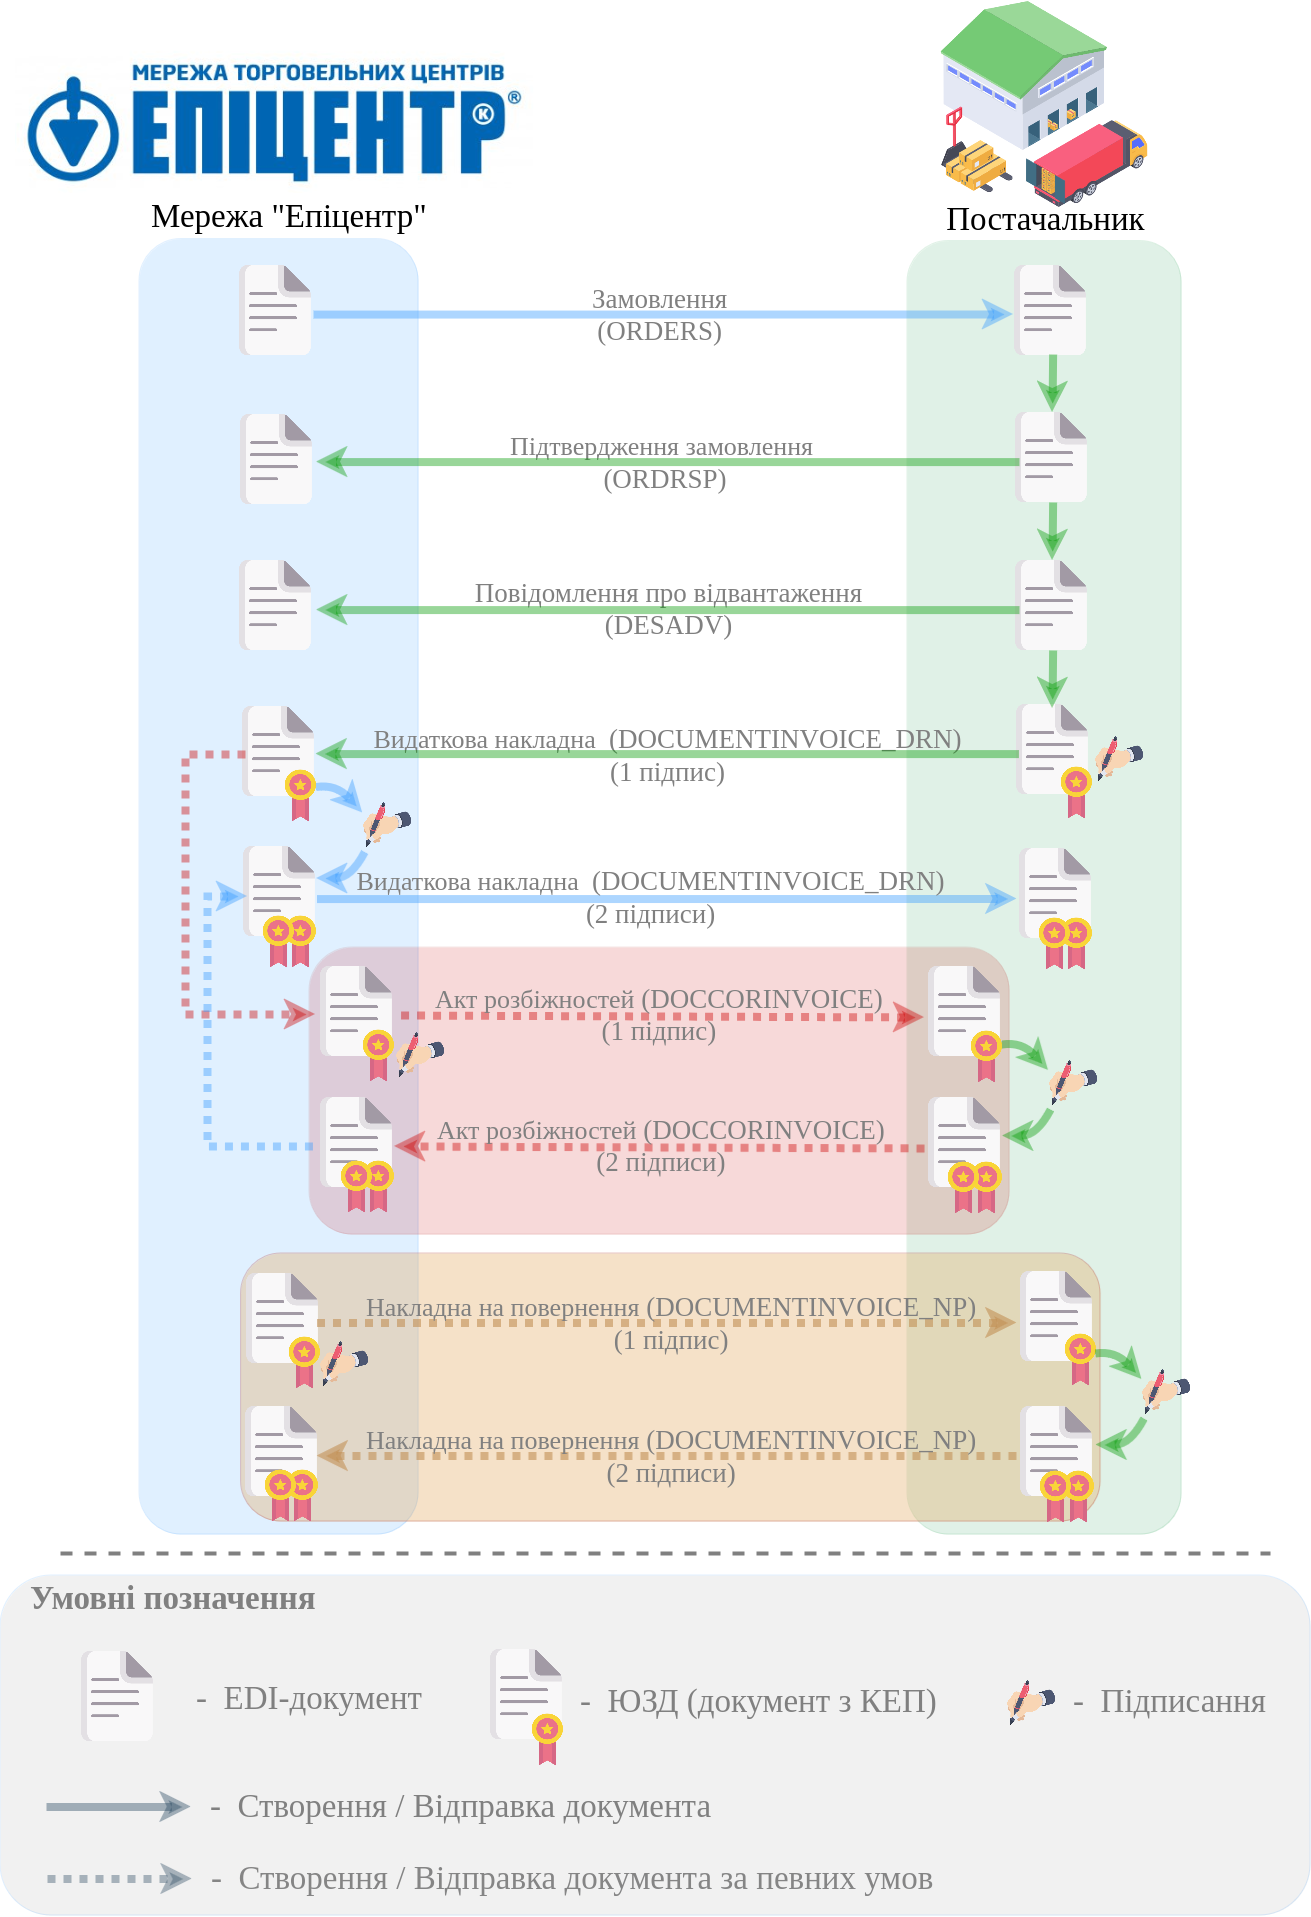 МЕРЕЖА ТОРГОВЕЛЬНИХ ЦЕНТРІВ
ЕПІЦЕНТР К ®
Мережа "Епіцентр"
Постачальник
Замовлення
(ORDERS)
Підтвердження замовлення
(ORDRSP)
Повідомлення про відвантаження
(DESADV)
Видаткова накладна (DOCUMENTINVOICE_DRN)
(1 підпис)
Видаткова накладна (DOCUMENTINVOICE_DRN)
(2 підписи)
Акт розбіжностей (DOCCORINVOICE)
(1 підпис)
Акт розбіжностей (DOCCORINVOICE)
(2 підписи)
Накладна на повернення (DOCUMENTINVOICE_NP)
(1 підпис)
Накладна на повернення (DOCUMENTINVOICE_NP)
(2 підписи)
Умовні позначення
- EDI-документ
- ЮЗД (документ з КЕП)
- Підписання
- Створення / Відправка документа
- Створення / Відправка документа за певних умов